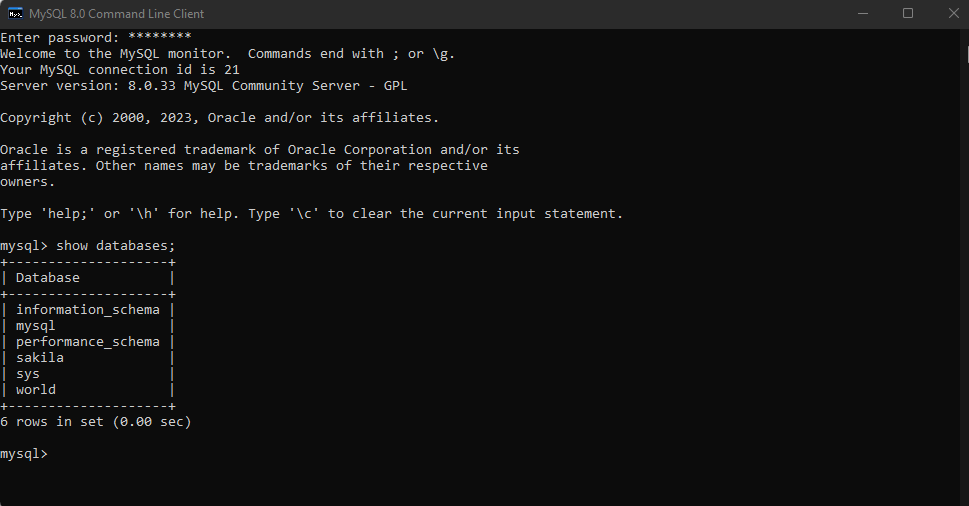 MySQL 8.0 Command Line Client
Enter password: ********
Welcome to the MySQL monitor.  Commands end with ; or \g.
Your MySQL connection id is 21
Server version: 8.0.33 MySQL Community Server - GPL

Copyright (c) 2000, 2023, Oracle and/or its affiliates.

Oracle is a registered trademark of Oracle Corporation and/or its
affiliates. Other names may be trademarks of their respective
owners.

Type 'help;' or '\h' for help. Type '\c' to clear the current input statement.

mysql> show databases;
+--------------------+
| Database           |
+--------------------+
| information_schema |
| mysql              |
| performance_schema |
| sakila             |
| sys                |
| world              |
+--------------------+
6 rows in set (0.00 sec)

mysql>